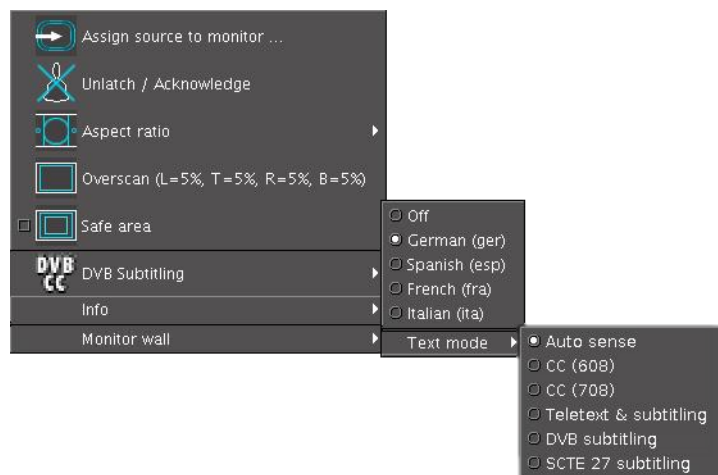 Assign source to monitor ...
Unlatch / Acknowledge
Aspect ratio
Overscan (L=5%, T=5%, R=5%, B=5%)
Safe area
DVB
CC
DVB Subtitling
Info
Monitor wall
Off
German (ger)
Spanish (esp)
French (fra)
Italian (ita)
Text mode
Auto sense
CC (608)
CC (708)
Teletext & subtitling
DVB subtitling
SCTE 27 subtitling